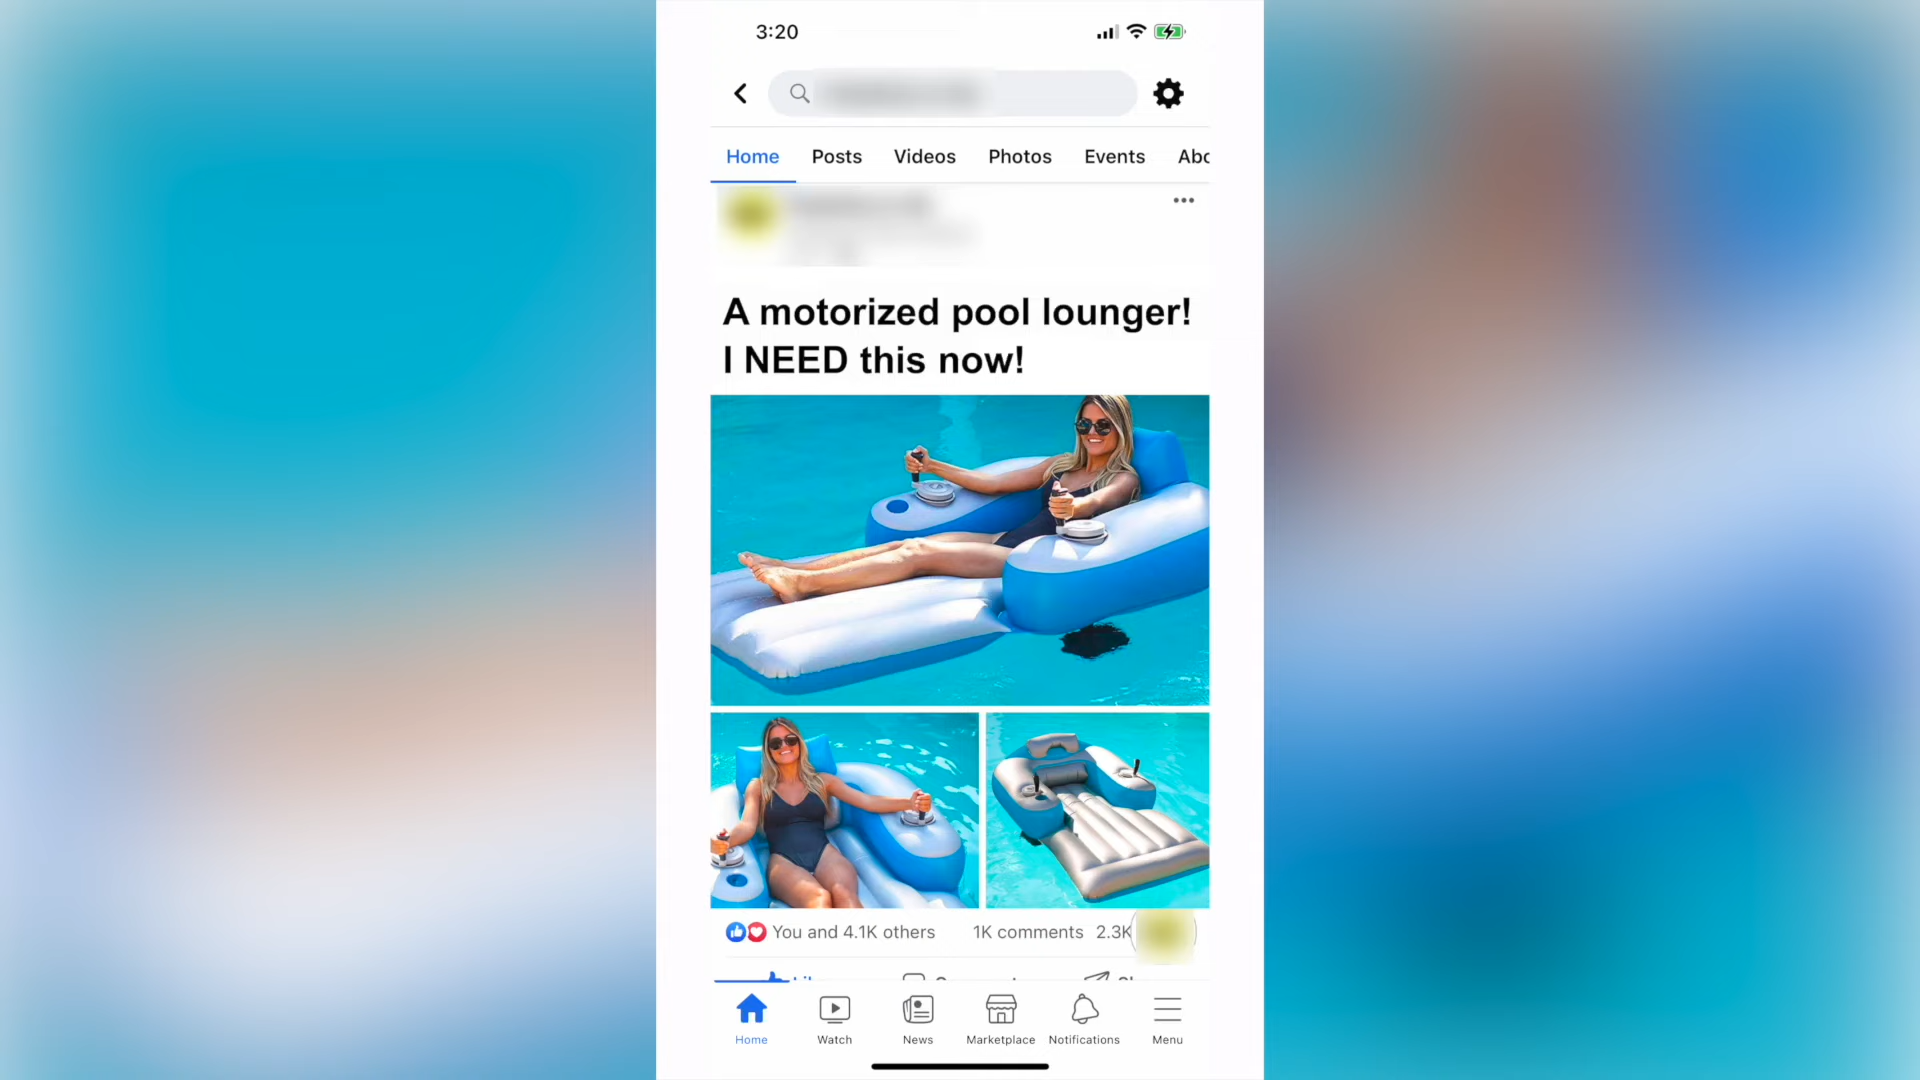 3:20
Home Posts Videos Photos Events Abo
A motorized pool lounger!
I NEED this now!
You and 4.1K others 1K comments 2.3K
Home Watch News Marketplace Notifications Menu